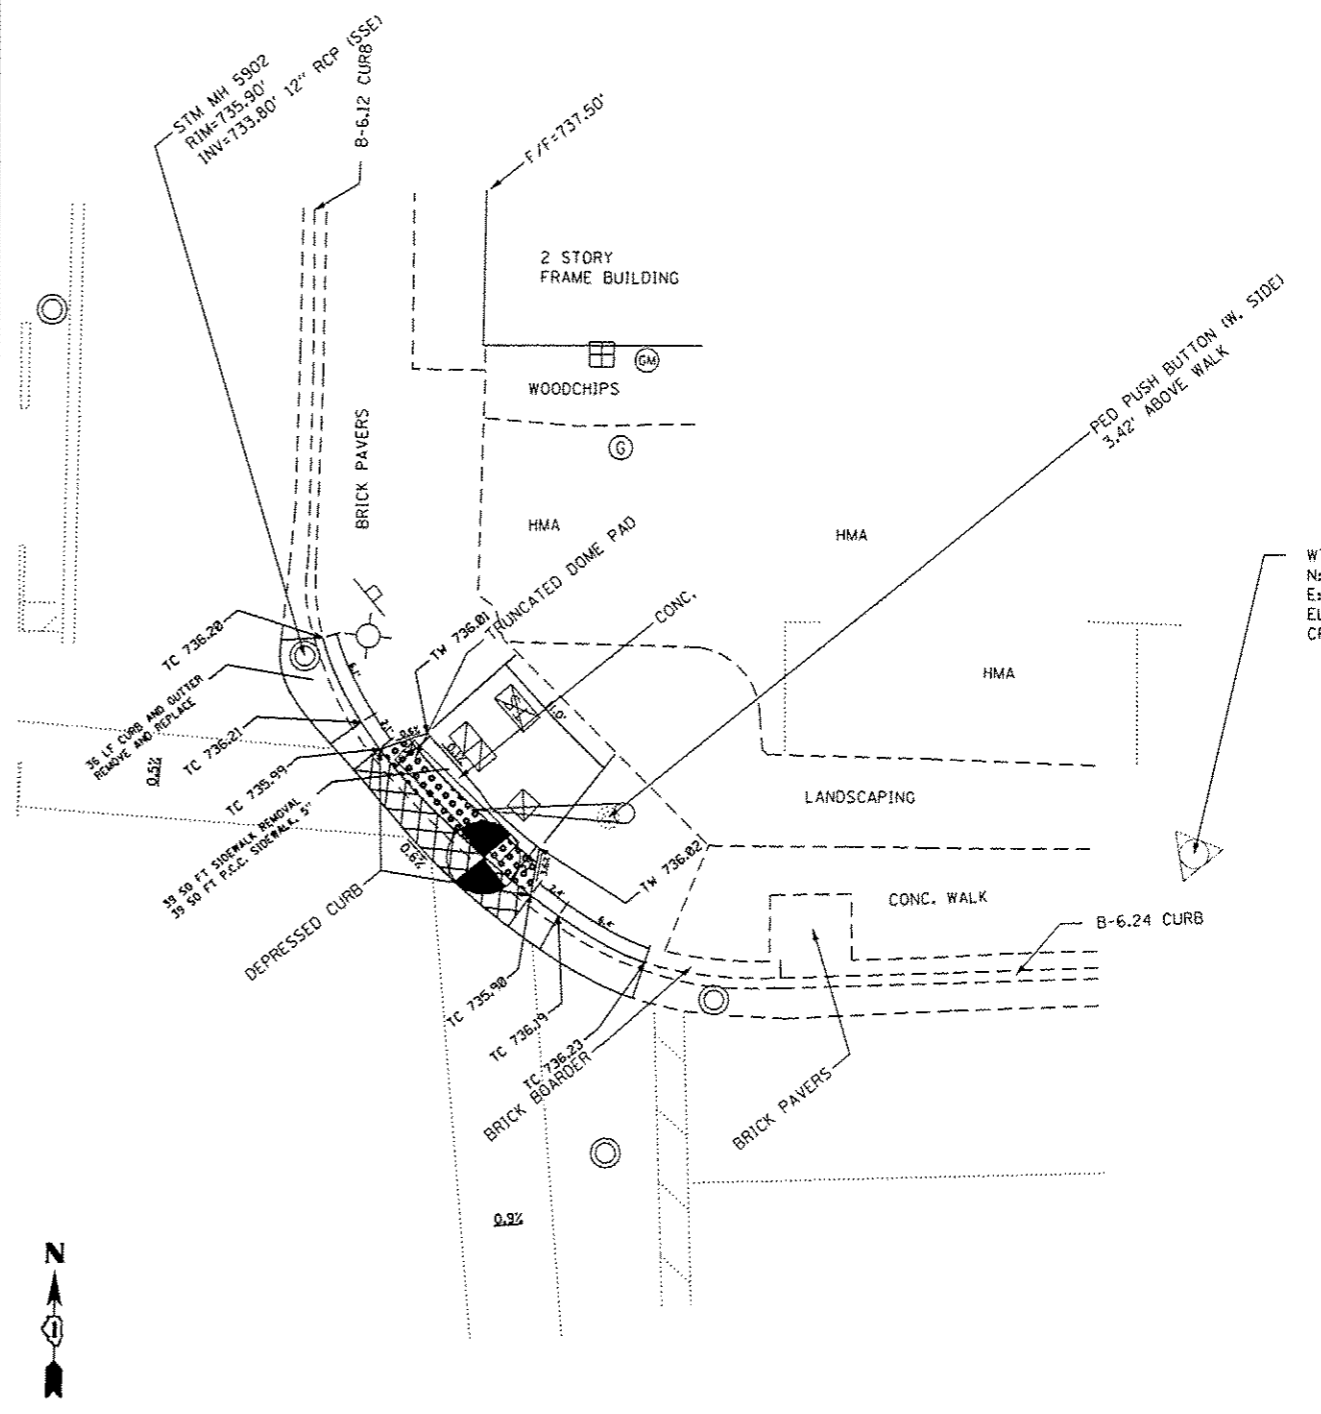 STM MH 5902
RIM=735.90'
INV=733.80' 12" RCP (SSE)
B-6.12 CURB
F/F=737.50'
2 STORY
FRAME BUILDING
GM
WOODCHIPS
G
BRICK PAVERS
HMA
HMA
PED PUSH BUTTON (W. SIDE)
3.42' ABOVE WALK
N:
E:
EL
TW 736.01
TRUNCATED DOME PAD
CONC.
HMA
TC 736.20
36 LF CURB AND GUTTER
REMOVE AND REPLACE
0.5%
TC 736.21
TC 735.99
39 SQ FT SIDEWALK REMOVAL
39 SQ FT P.C.C. SIDEWALK, 5"
0.6%
DEPRESSED CURB
LANDSCAPING
TW 736.02
CONC. WALK
B-6.24 CURB
TC 735.90
TC 736.19
TC 736.23
BRICK BOARDER
BRICK PAVERS
0.9%
N